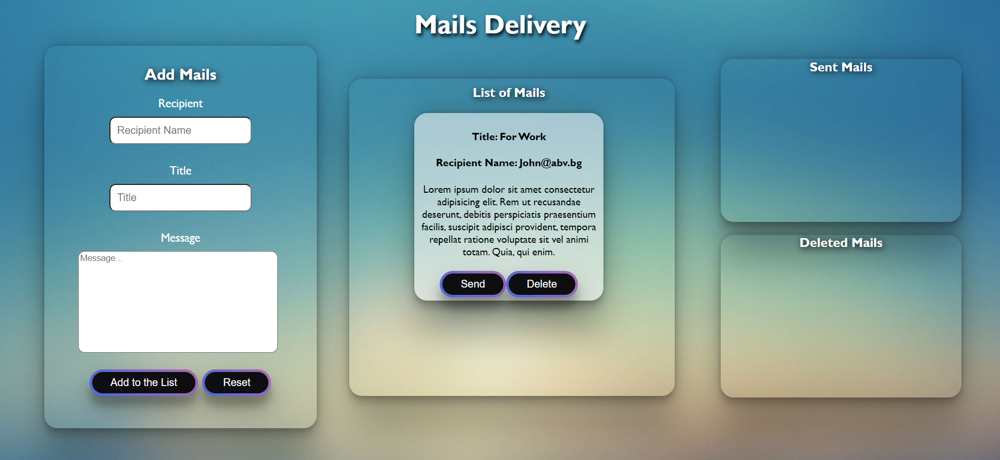 Mails Delivery
Add Mails
Recipient
Recipient Name
Title
Title
Message
Message...
Add to the List
Reset
List of Mails
Title: For Work
Recipient Name: John@abv.bg
Lorem ipsum dolor sit amet consectetur
adipisicing elit. Rem ut recusandae
deserunt, debitis perspiciatis praesentium
facilis, suscipit adipisci provident, tempora
repellat ratione voluptate sit vel animi
totam. Quia, qui enim.
Send
Delete
Sent Mails
Deleted Mails